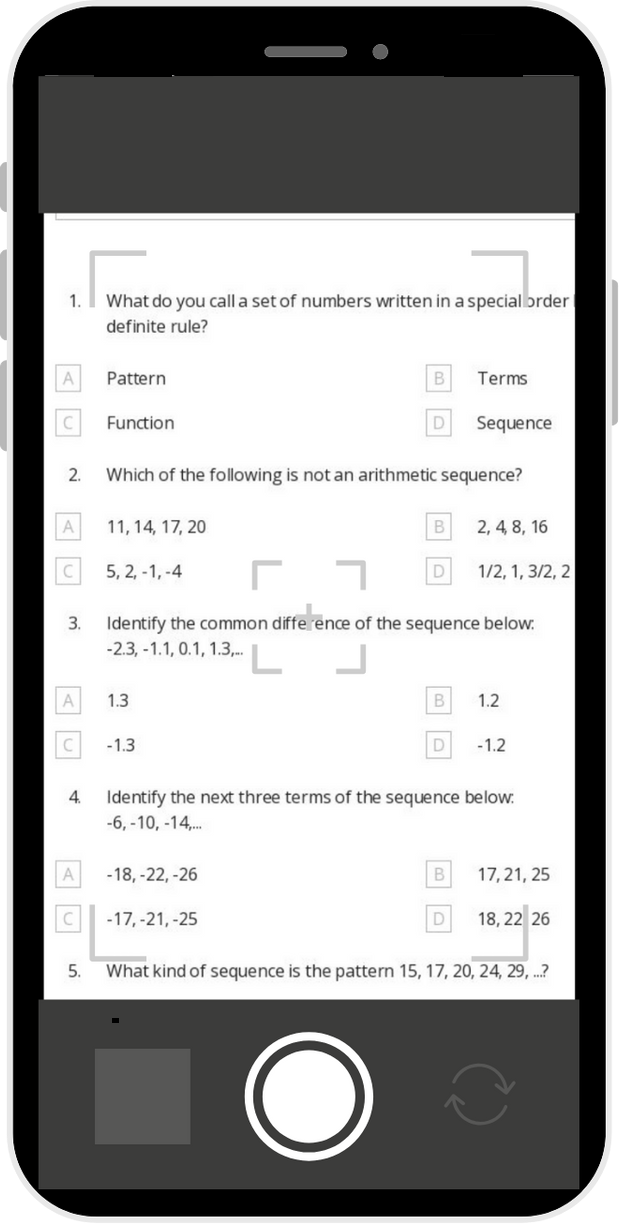 1. What do you call a set of numbers written in a special order
definite rule?
A Pattern B Terms
C Function D Sequence
2. Which of the following is not an arithmetic sequence?
A 11, 14, 17, 20 B 2, 4, 8, 16
C 5, 2, -1, -4 D 1/2, 1, 3/2, 2
3. Identify the common difference of the sequence below:
-2.3, -1.1, 0.1, 1.3,...
A 1.3 B 1.2
C -1.3 D -1.2
4. Identify the next three terms of the sequence below:
-6, -10, -14,...
A -18, -22, -26 B 17, 21, 25
C -17, -21, -25 D 18, 22, 26
5. What kind of sequence is the pattern 15, 17, 20, 24, 29, ...?